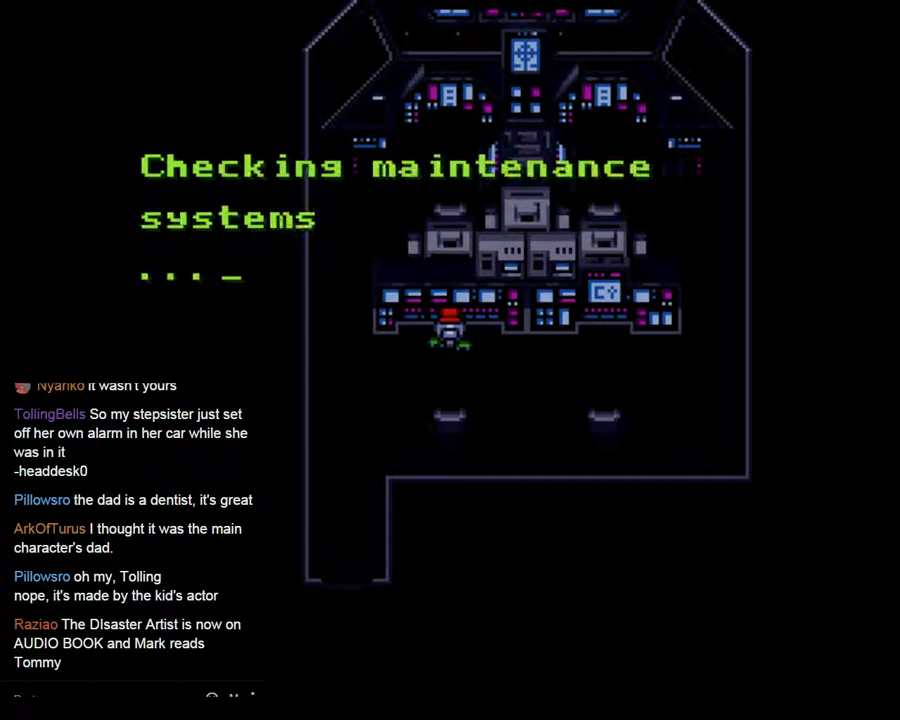 Checking maintenance
systems
...
Nyanko it wasn't yours
TollingBells So my stepsister just set
off her own alarm in her car while she
was in it
-headdesk0
Pillowsro the dad is a dentist, it's great
ArkOfTurus I thought it was the main
character's dad.
Pillowsro oh my, Tolling
nope, it's made by the kid's actor
Raziao The DIsaster Artist is now on
AUDIO BOOK and Mark reads
Tommy